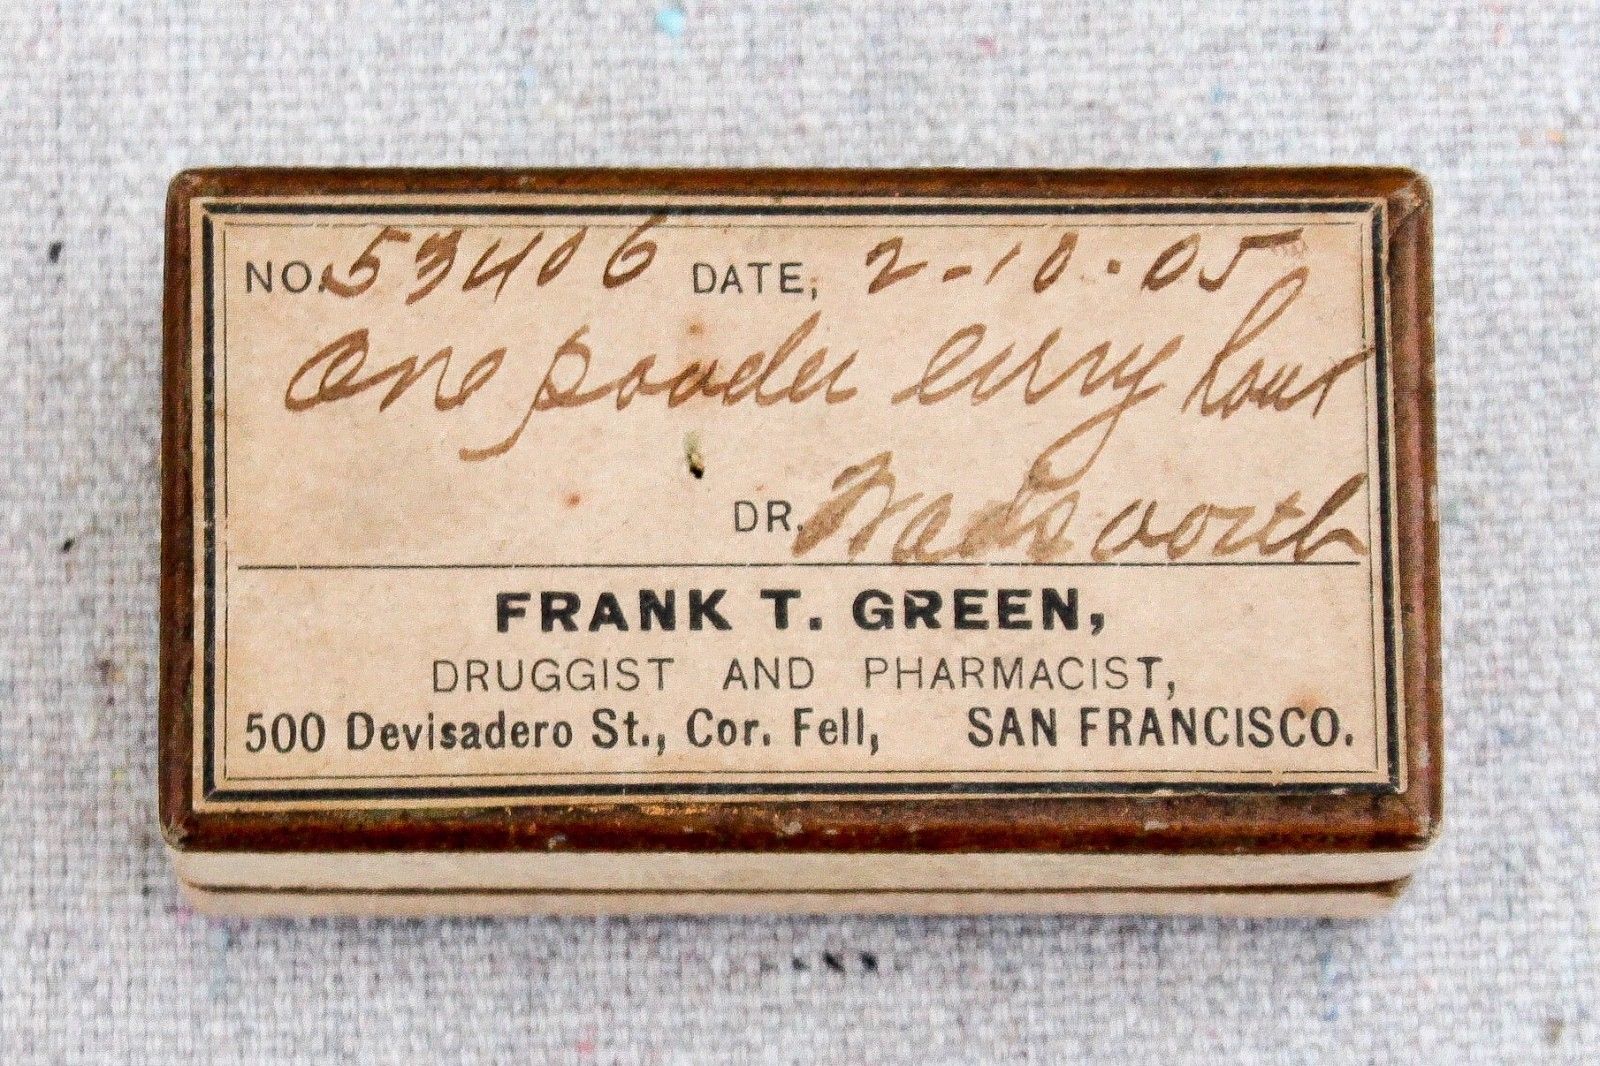 NO. 53406 DATE, 2-10-05
One powder every hour
DR. Wadsworth
FRANK T. GREEN,
DRUGGIST AND PHARMACIST,
500 Devisadero St., Cor. Fell, SAN FRANCISCO.